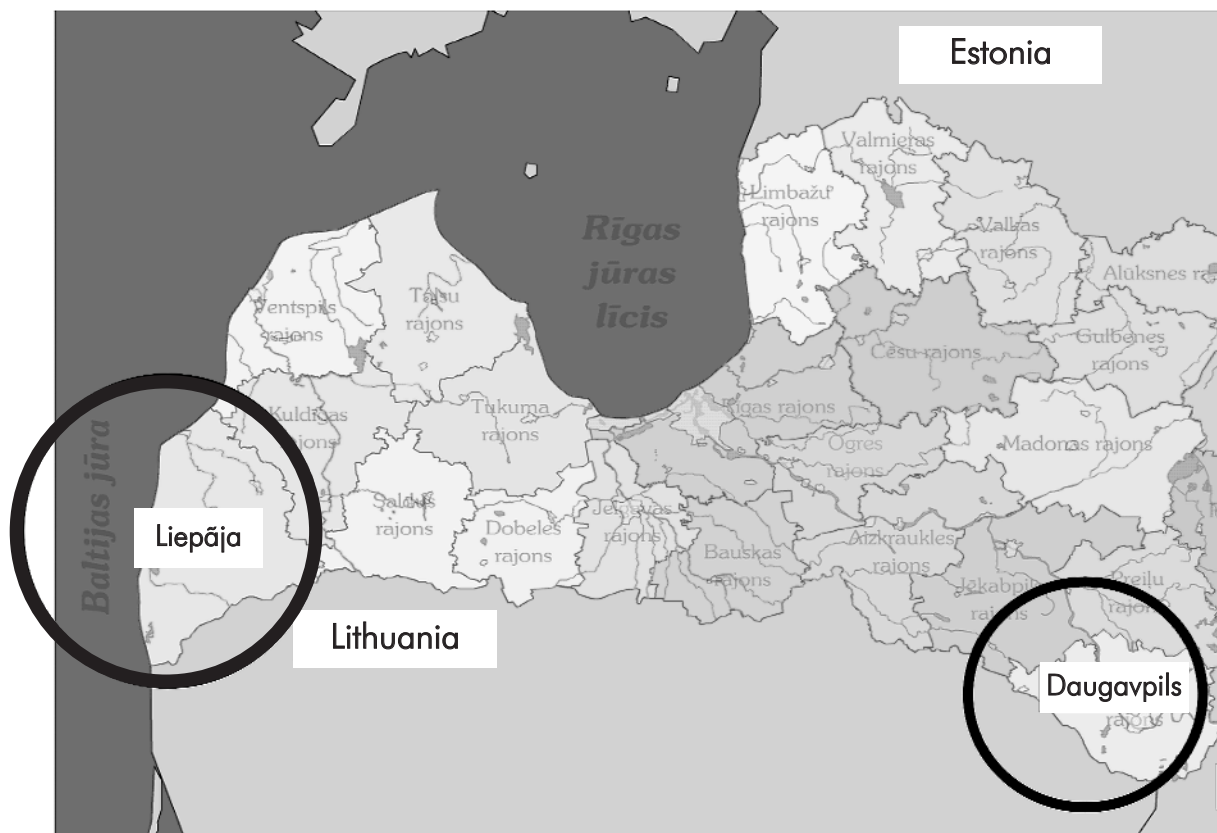 Estonia
Valmieras
rajons
Limbažu
rajons
Valkas
rajons
Rīgas
jūras
līcis
Alūksnes
Ventspils
rajons
Talsu
rajons
Gulbenes
rajons
Cēsu rajons
Kuldīgas
rajons
Tukuma
rajons
Rīgas rajons
Ogres
rajons
Madonas rajons
Baltijas jūra
Liepãja
Saldus
rajons
Dobeles
rajons
Jelgavas
rajons
Bauskas
rajons
Aizkraukles
rajons
Jēkabpils
rajons
Preiļu
rajons
Lithuania
Daugavpils
rajons